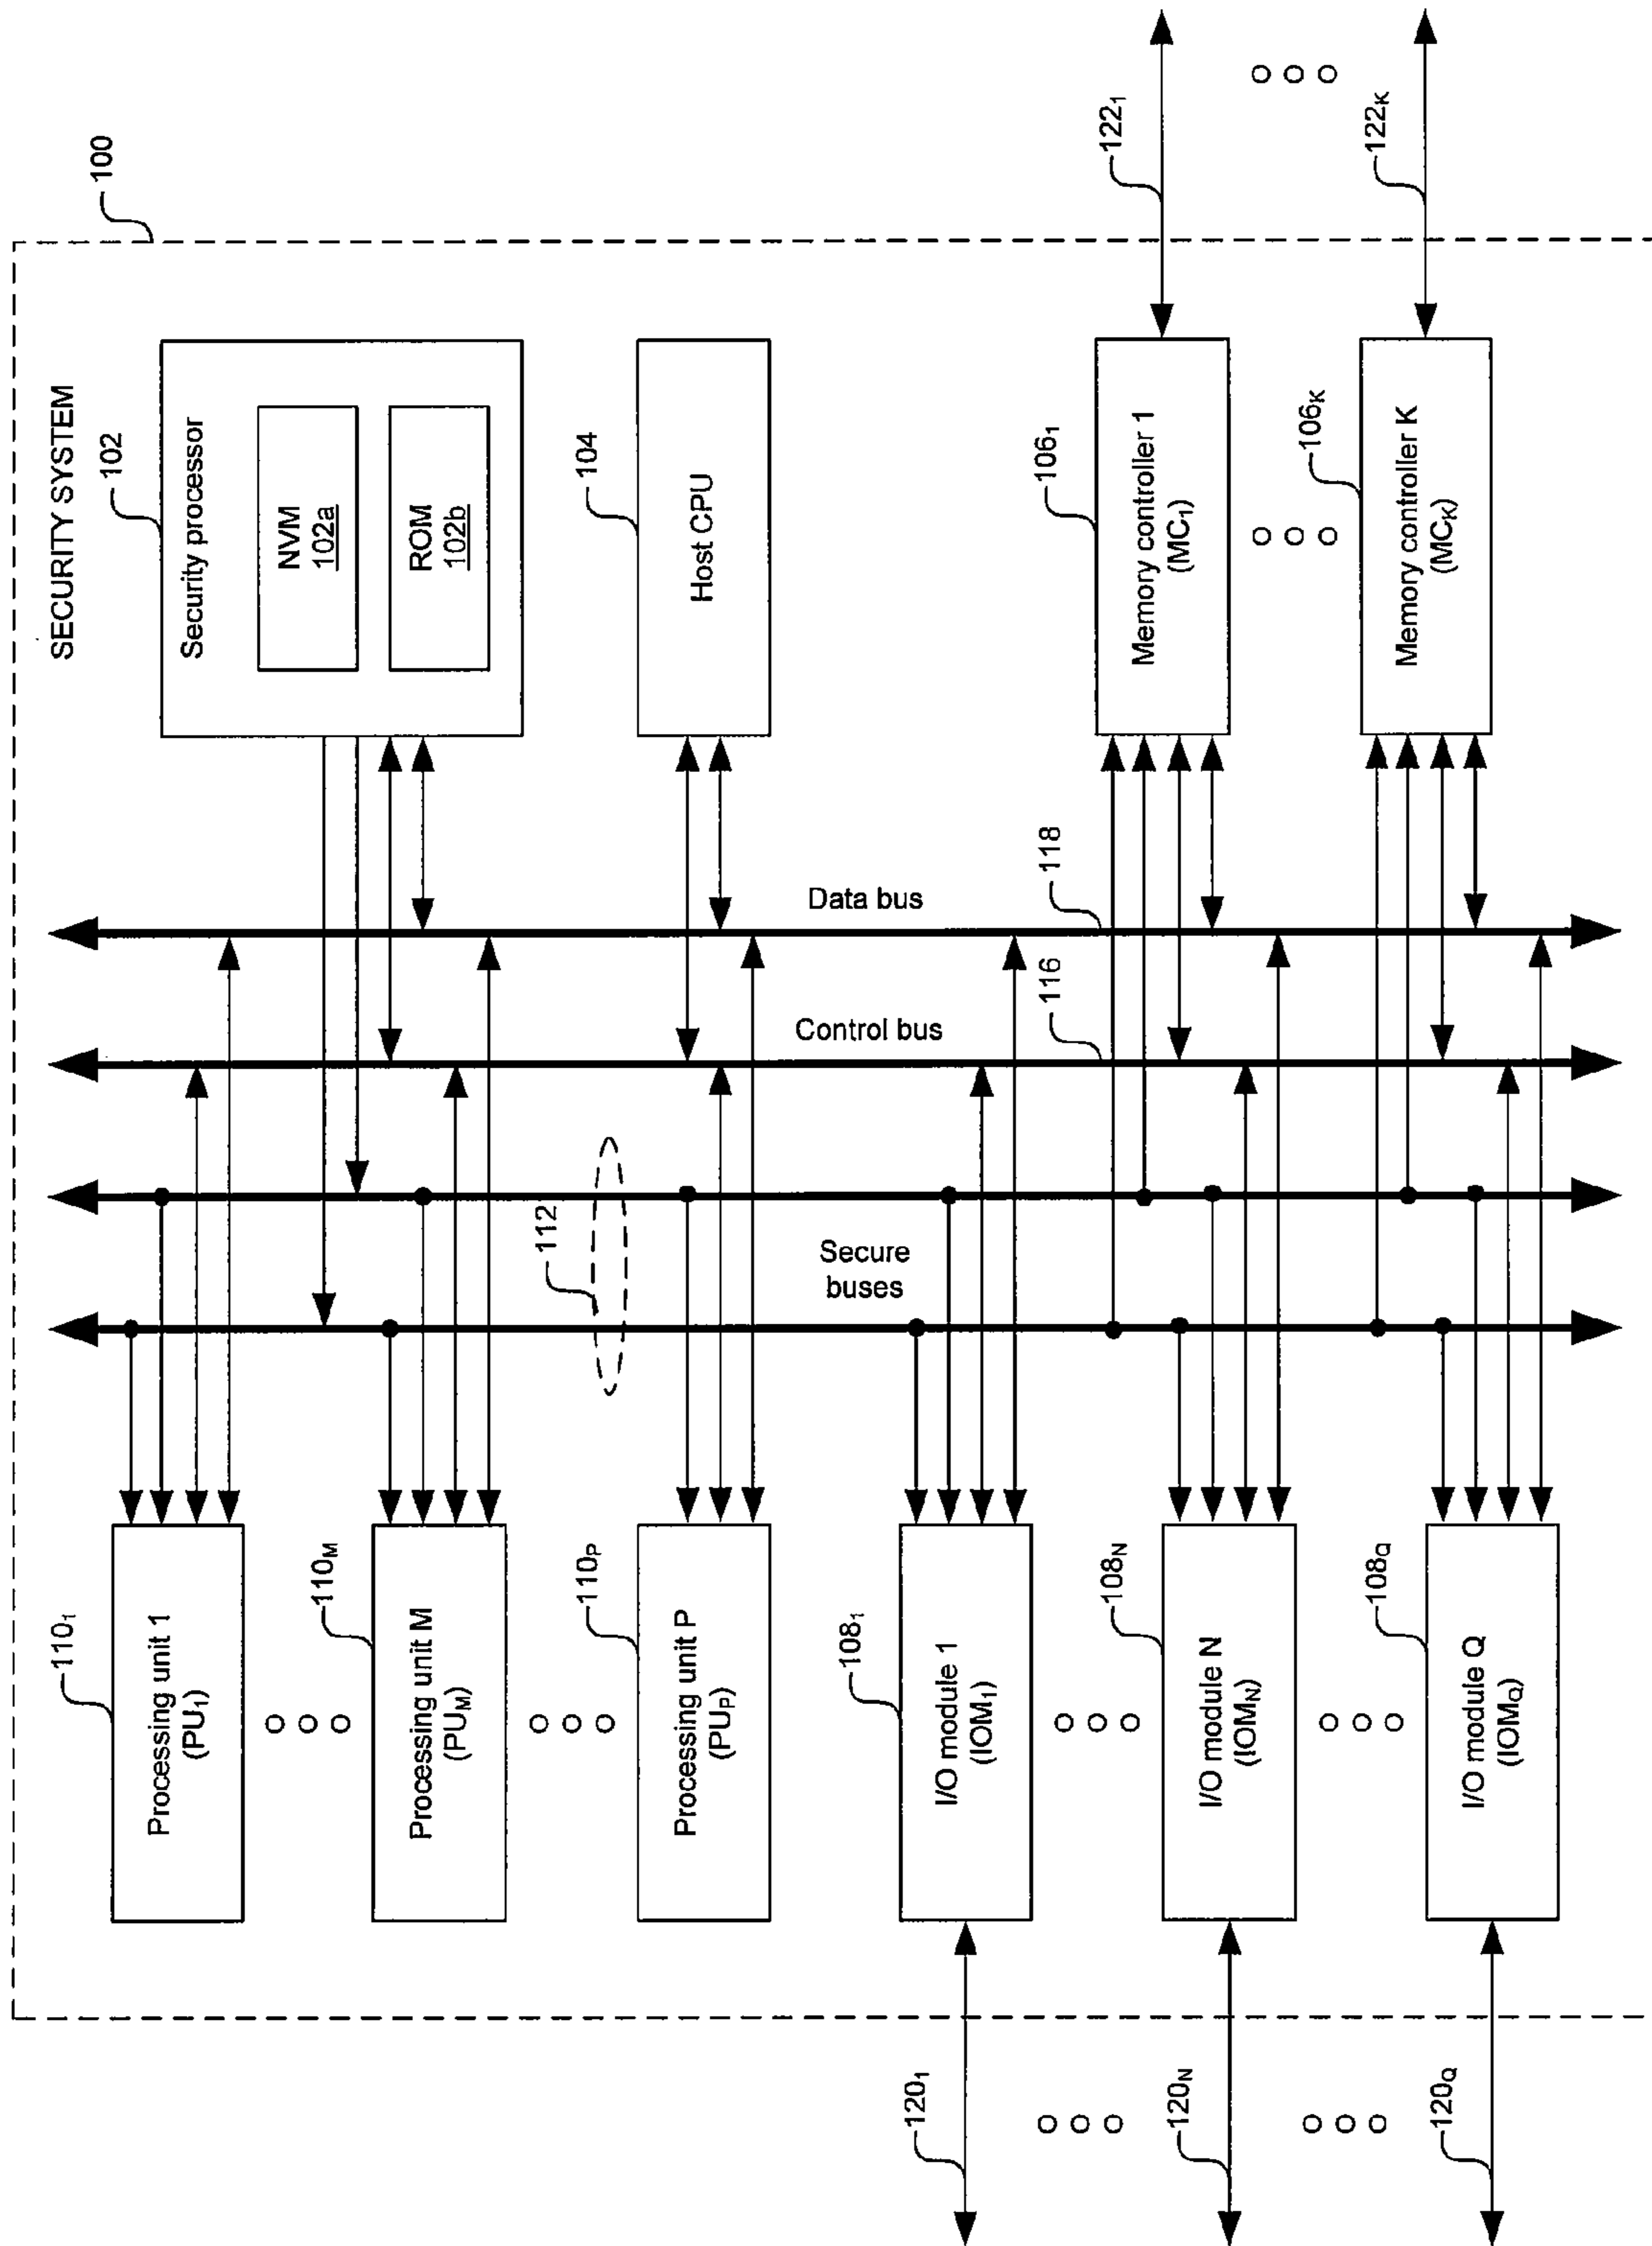 SECURITY SYSTEM
100
Security processor
102
NVM
102a
ROM
102b
Host CPU
104
Memory controller 1
(MC₁)
106₁
122₁
Memory controller K
(MCK)
106K
122K
Data bus
118
Control bus
116
Secure
buses
112
Processing unit 1
(PU₁)
110₁
Processing unit M
(PUM)
110M
Processing unit P
(PUP)
110P
I/O module 1
(IOM₁)
108₁
120₁
I/O module N
(IOMN)
108N
120N
I/O module Q
(IOMQ)
108Q
120Q